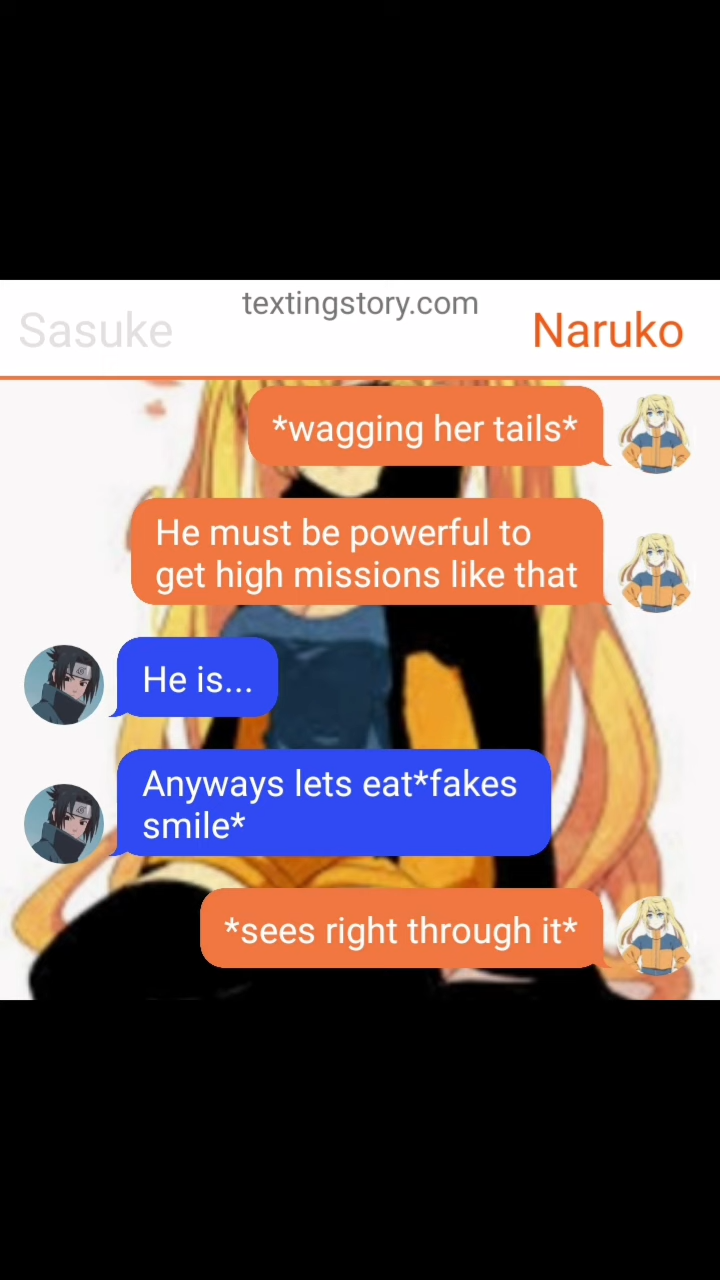 textingstory.com
Sasuke
Naruko
*wagging her tails*
He must be powerful to
get high missions like that
He is...
Anyways lets eat*fakes
smile*
*sees right through it*